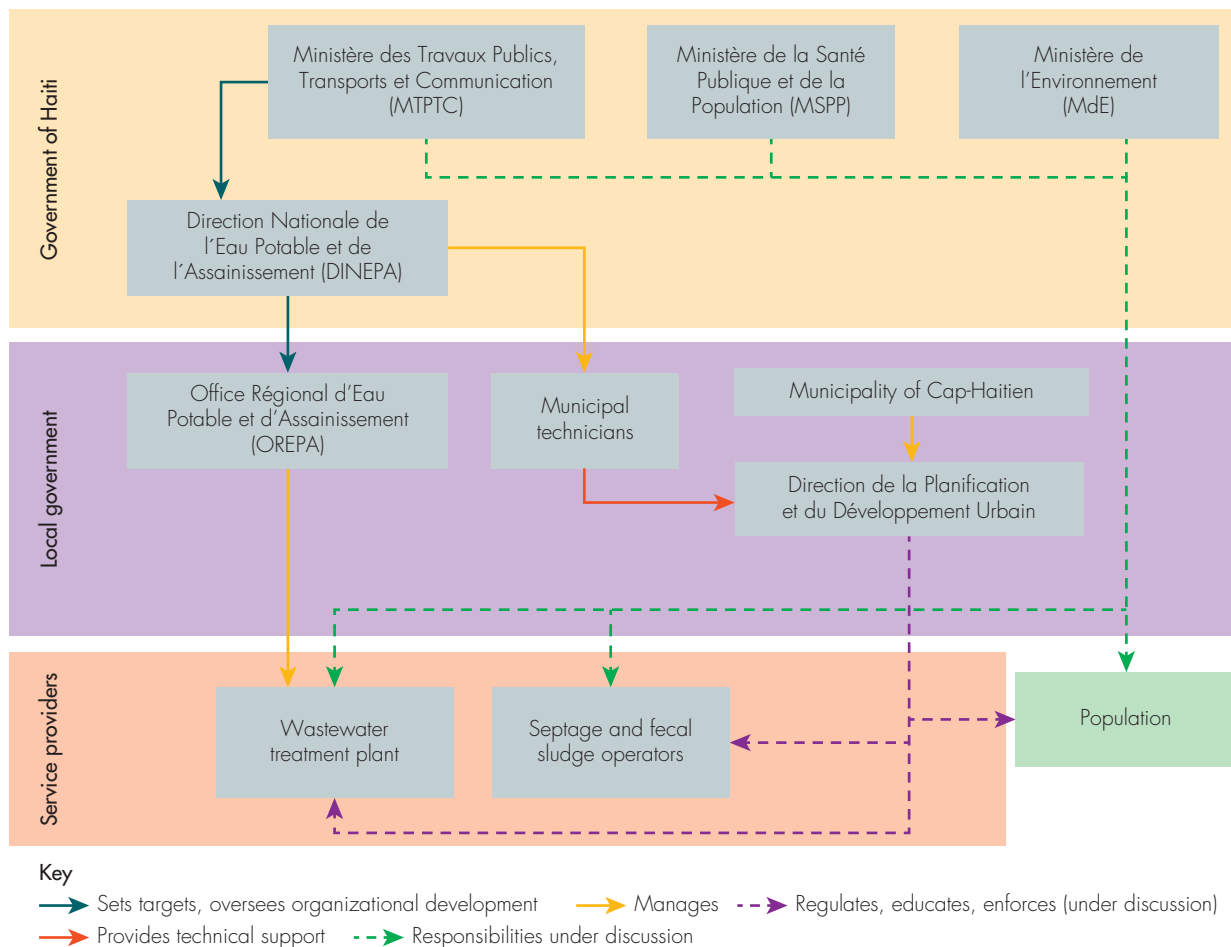 Government of Haiti
Ministère des Travaux Publics,
Transports et Communication
(MTPTC)
Ministère de la Santé
Publique et de la
Population (MSPP)
Ministère de
l’Environnement
(MdE)
Direction Nationale de
l´Eau Potable et de
l´Assainissement (DINEPA)
Local government
Office Régional d’Eau
Potable et d’Assainissement
(OREPA)
Municipal
technicians
Municipality of Cap-Haitien
Direction de la Planification
et du Développement Urbain
Service providers
Wastewater
treatment plant
Septage and fecal
sludge operators
Population
Key
Sets targets, oversees organizational development
Manages
Regulates, educates, enforces (under discussion)
Provides technical support
Responsibilities under discussion